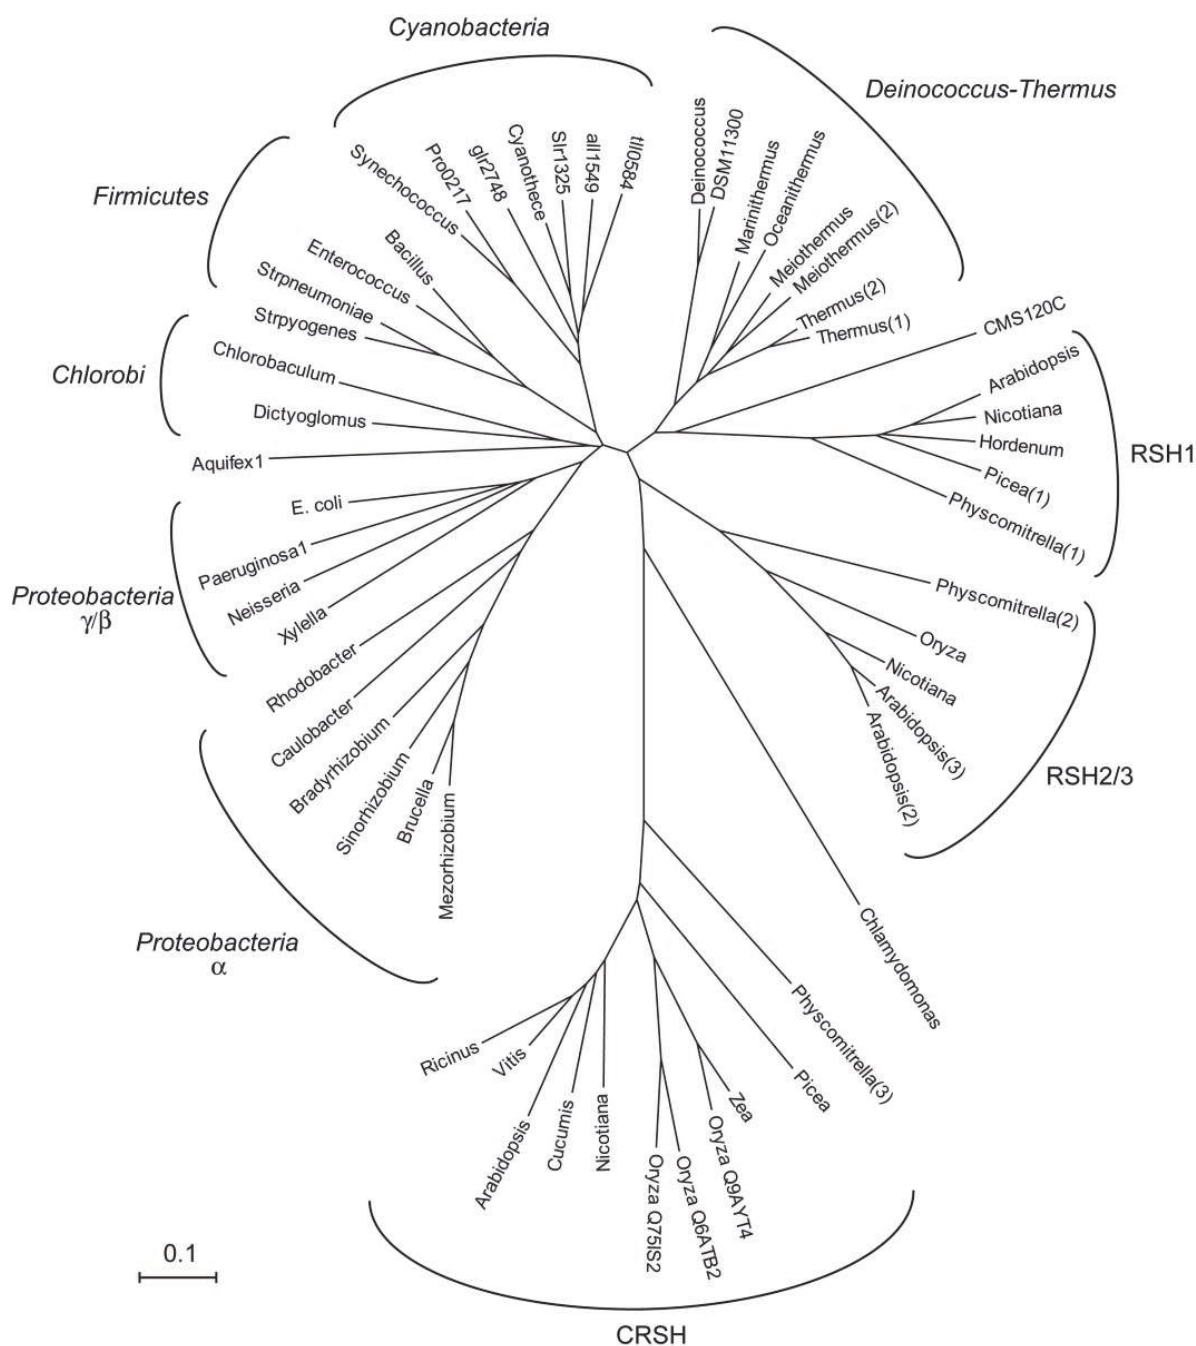 Cyanobacteria
Deinococcus-Thermus
Firmicutes
Chlorobi
Proteobacteria
γ/β
Proteobacteria
α
RSH1
RSH2/3
CRSH
0.1
Synechococcus
Pro0217
glr2748
Cyanothece
Slr1325
all1549
tll0584
Deinococcus
DSM11300
Marinithermus
Oceanithermus
Meiothermus
Meiothermus(2)
Thermus(2)
Thermus(1)
CMS120C
Arabidopsis
Nicotiana
Hordenum
Picea(1)
Physcomitrella(1)
Physcomitrella(2)
Oryza
Nicotiana
Arabidopsis(3)
Arabidopsis(2)
Chlamydomonas
Physcomitrella(3)
Picea
Zea
Oryza Q9AYT4
Oryza Q6ATB2
Oryza Q75IS2
Nicotiana
Cucumis
Arabidopsis
Vitis
Ricinus
Mezorhizobium
Brucella
Sinorhizobium
Bradyrhizobium
Caulobacter
Rhodobacter
Xylella
Neisseria
Paeruginosa1
E. coli
Aquifex1
Dictyoglomus
Chlorobaculum
Strpyogenes
Strpneumoniae
Enterococcus
Bacillus